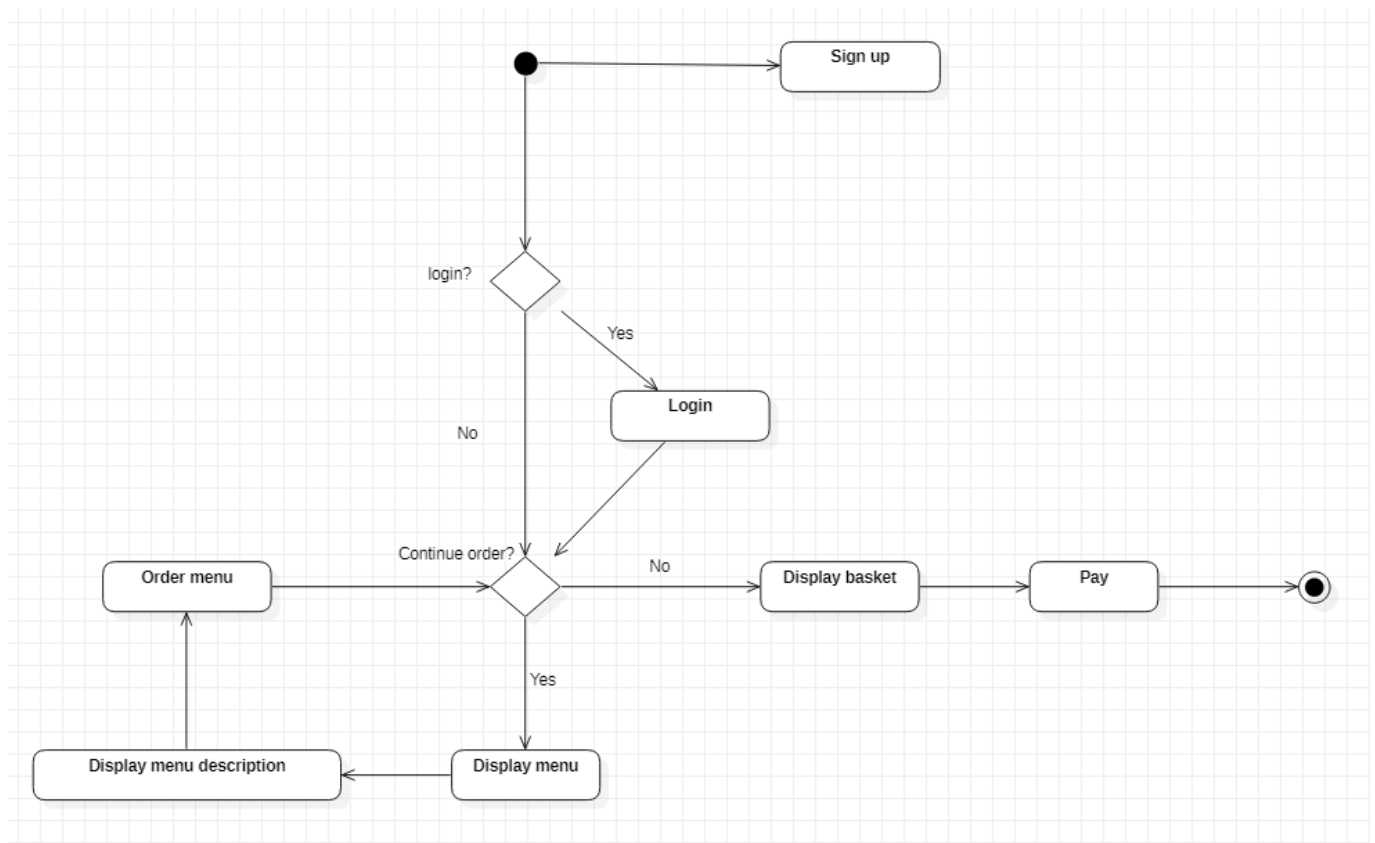 Sign up
login?
Yes
Login
No
Continue order?
Order menu
No
Display basket
Pay
Yes
Display menu description
Display menu